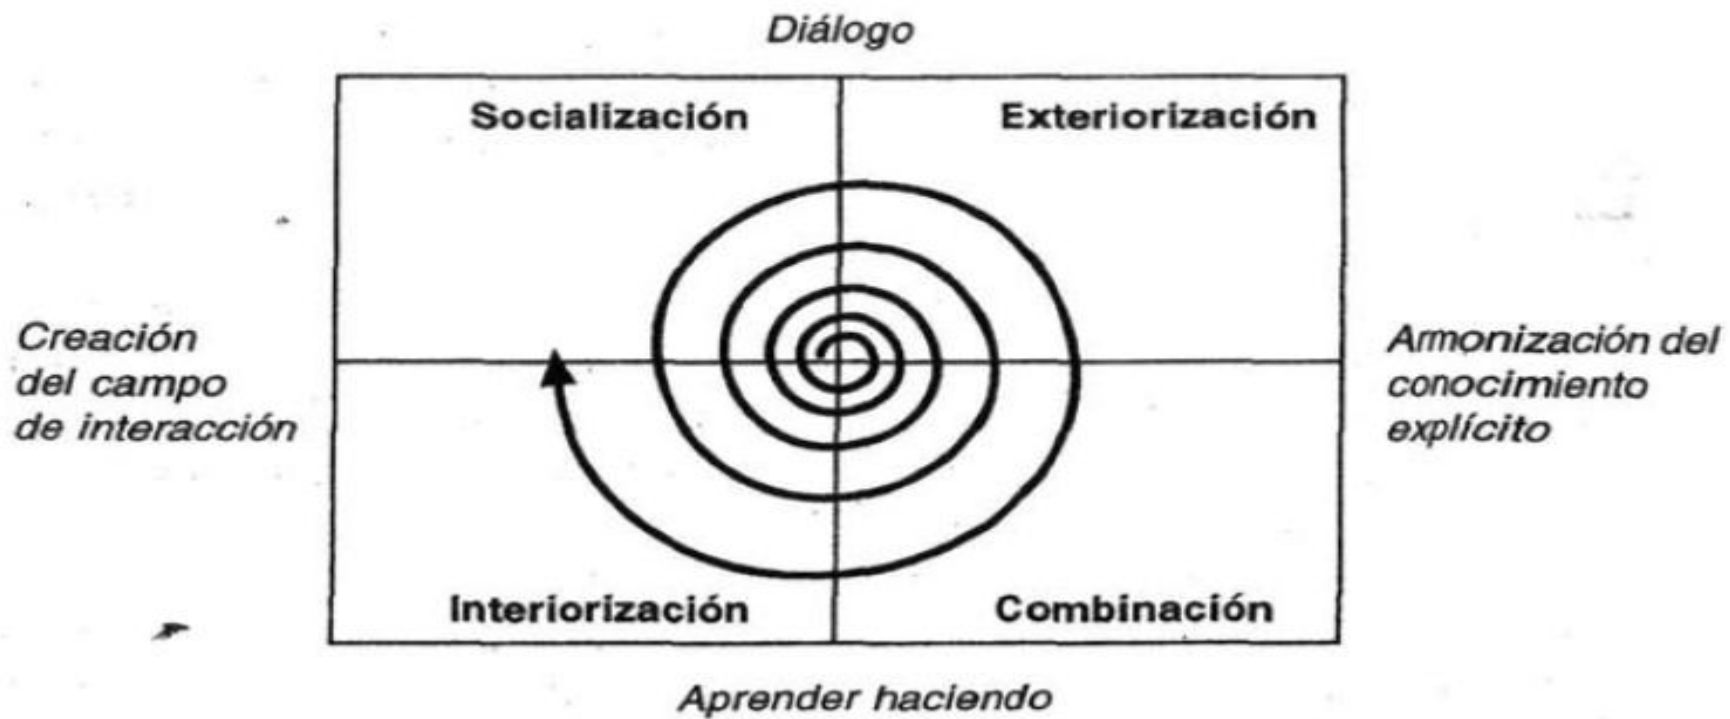 Diálogo
Socialización
Exteriorización
Creación
del campo
de interacción
Armonización del
conocimiento
explícito
Interiorización
Combinación
Aprender haciendo